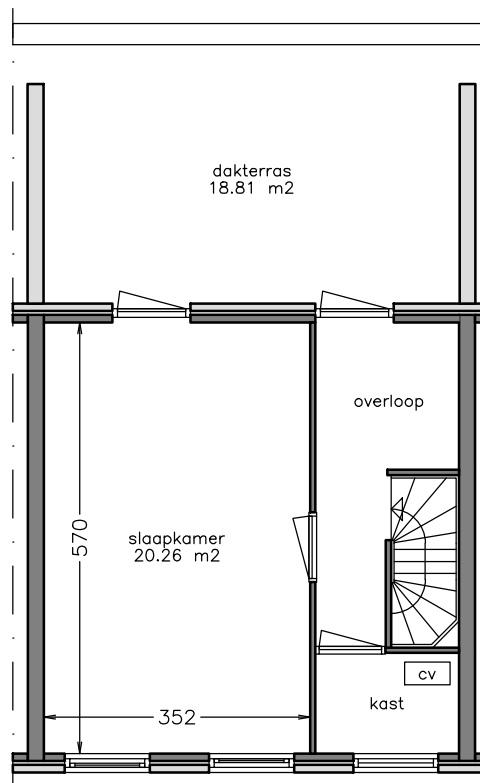 dakterras
18.81 m2
overloop
570
slaapkamer
20.26 m2
cv
kast
352